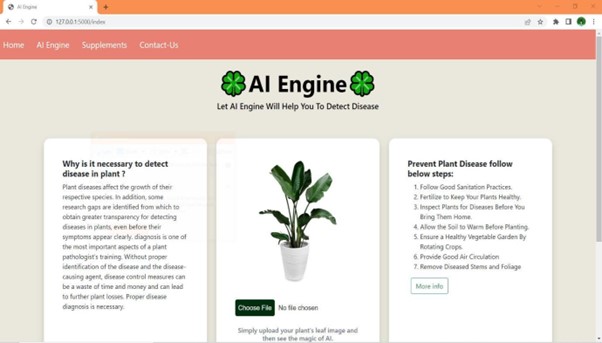 AI Engine
127.0.0.1:5000/index
Home AI Engine Supplements Contact-Us
AI Engine
Let AI Engine Will Help You To Detect Disease
Why is it necessary to detect
disease in plant ?
Plant diseases affect the growth of their
respective species. In addition, some
research gaps are identified from which to
obtain greater transparency for detecting
diseases in plants, even before their
symptoms appear clearly. diagnosis is one of
the most important aspects of a plant
pathologist's training. Without proper
identification of the disease and the disease-
causing agent, disease control measures can
be a waste of time and money and can lead
to further plant losses. Proper disease
diagnosis is necessary.
Choose File No file chosen
Simply upload your plant's leaf image and
then see the magic of AI.
Prevent Plant Disease follow
below steps:
1. Follow Good Sanitation Practices.
2. Fertilize to Keep Your Plants Healthy.
3. Inspect Plants for Diseases Before You
Bring Them Home.
4. Allow the Soil to Warm Before Planting.
5. Ensure a Healthy Vegetable Garden By
Rotating Crops.
6. Provide Good Air Circulation
7. Remove Diseased Stems and Foliage
More info